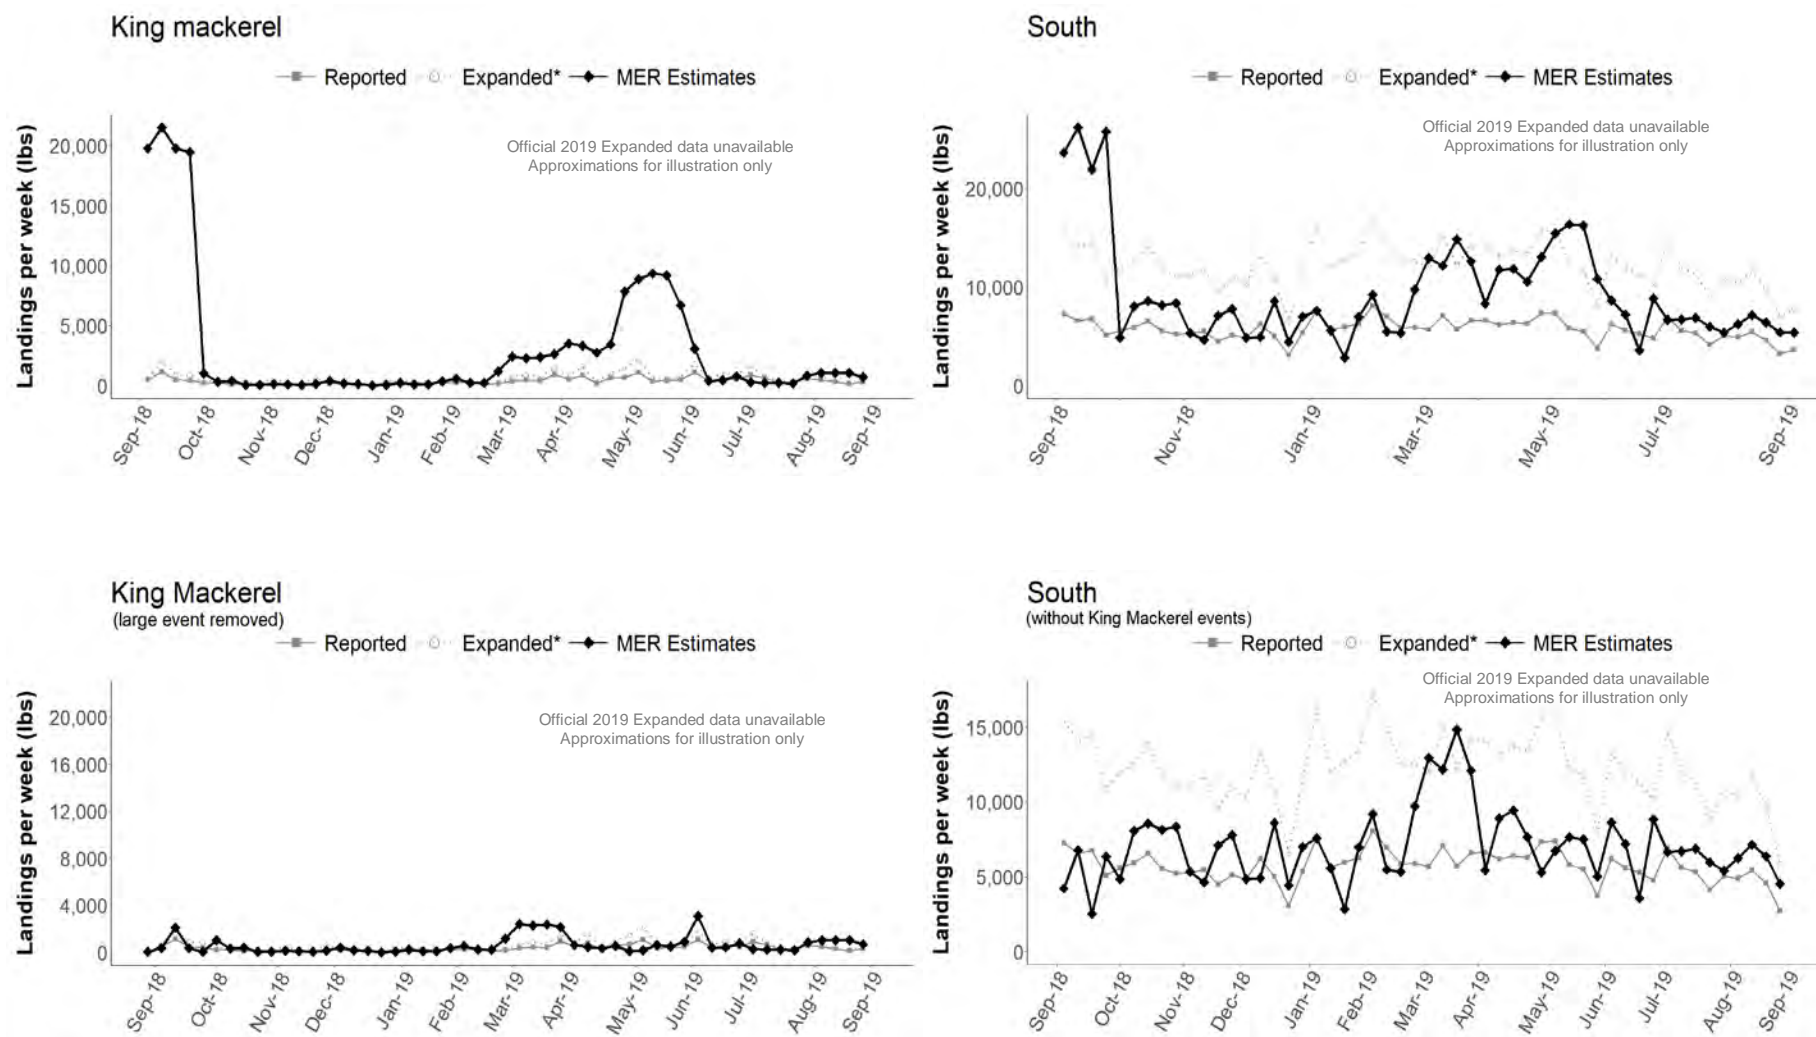 King mackerel
Reported Expanded* MER Estimates
Official 2019 Expanded data unavailable
Approximations for illustration only
Landings per week (lbs)
20,000
15,000
10,000
5,000
0
Sep-18
Oct-18
Nov-18
Dec-18
Jan-19
Feb-19
Mar-19
Apr-19
May-19
Jun-19
Jul-19
Aug-19
Sep-19
South
Reported Expanded* MER Estimates
Official 2019 Expanded data unavailable
Approximations for illustration only
Landings per week (lbs)
20,000
10,000
0
Sep-18
Nov-18
Jan-19
Mar-19
May-19
Jul-19
Sep-19
King Mackerel
(large event removed)
Reported Expanded* MER Estimates
Official 2019 Expanded data unavailable
Approximations for illustration only
Landings per week (lbs)
20,000
16,000
12,000
8,000
4,000
0
Sep-18
Oct-18
Nov-18
Dec-18
Jan-19
Feb-19
Mar-19
Apr-19
May-19
Jun-19
Jul-19
Aug-19
Sep-19
South
(without King Mackerel events)
Reported Expanded* MER Estimates
Official 2019 Expanded data unavailable
Approximations for illustration only
Landings per week (lbs)
15,000
10,000
5,000
0
Sep-18
Oct-18
Nov-18
Dec-18
Jan-19
Feb-19
Mar-19
Apr-19
May-19
Jun-19
Jul-19
Aug-19
Sep-19